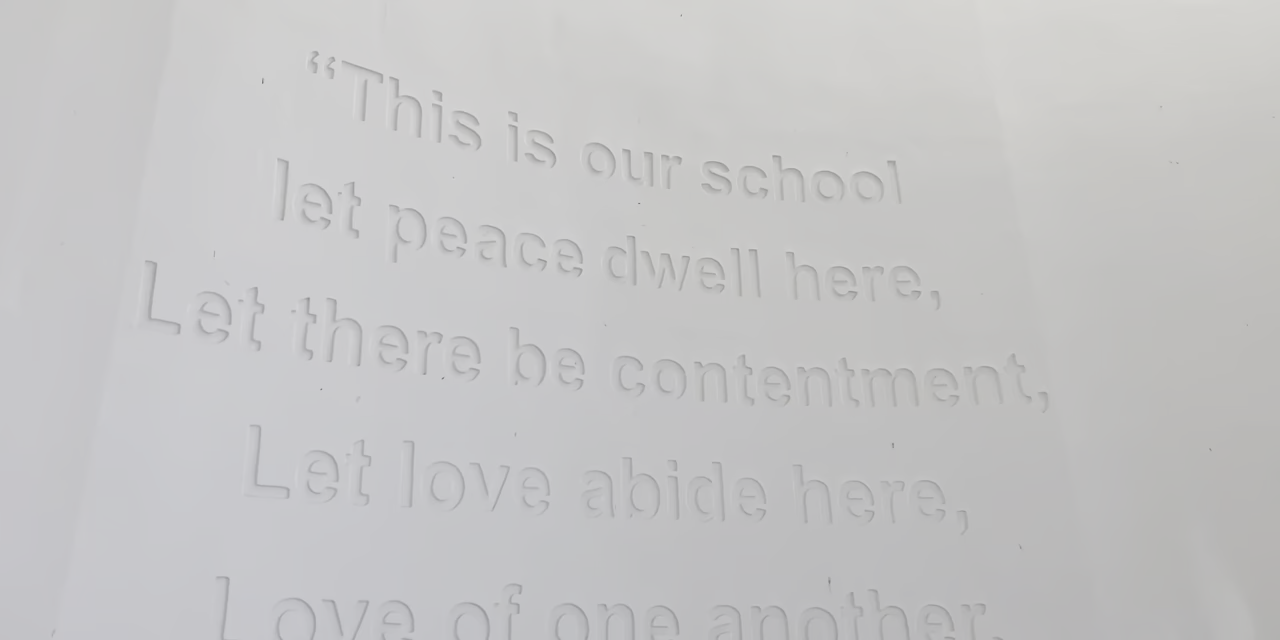 “This is our school
let peace dwell here,
Let there be contentment,
Let love abide here,
Love of one another,